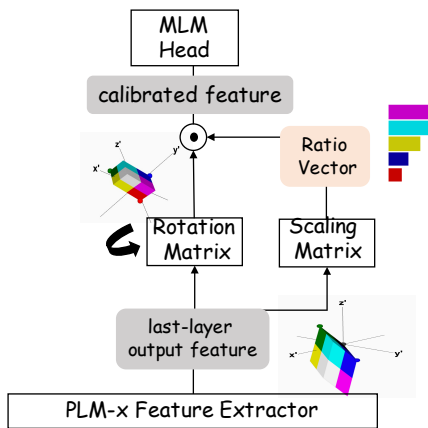 MLM
Head
calibrated feature
z'
y'
x'
Ratio
Vector
Rotation
Matrix
Scaling
Matrix
last-layer
output feature
z'
x'
y'
PLM-x Feature Extractor